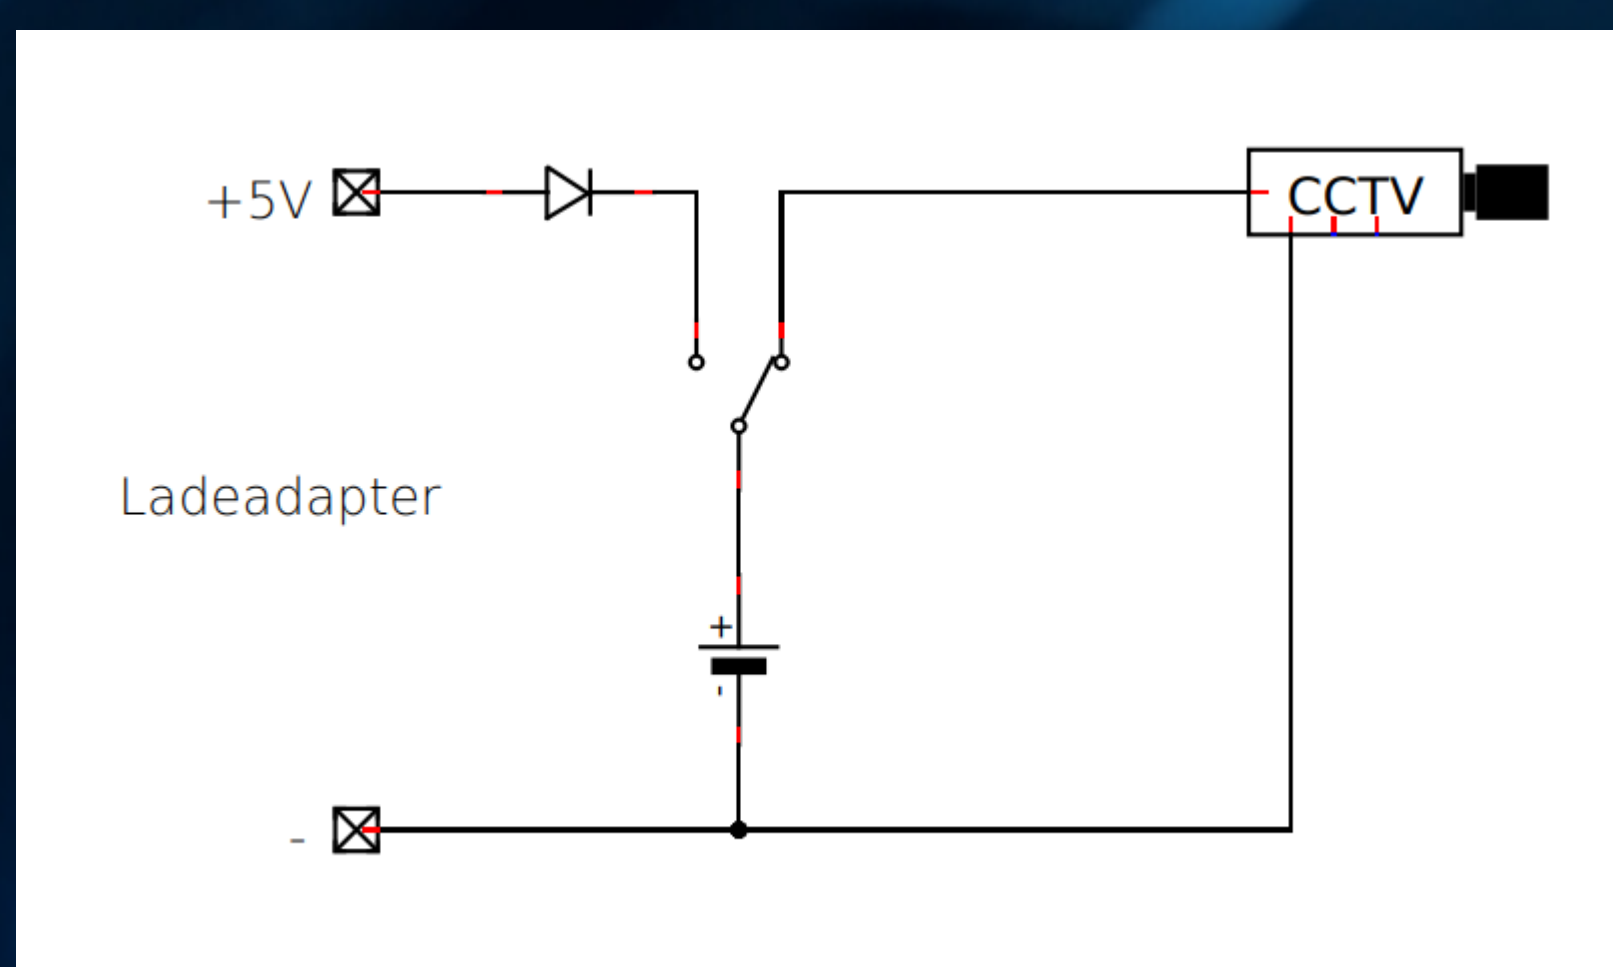 +5V
CCTV
Ladeadapter
+
-
-